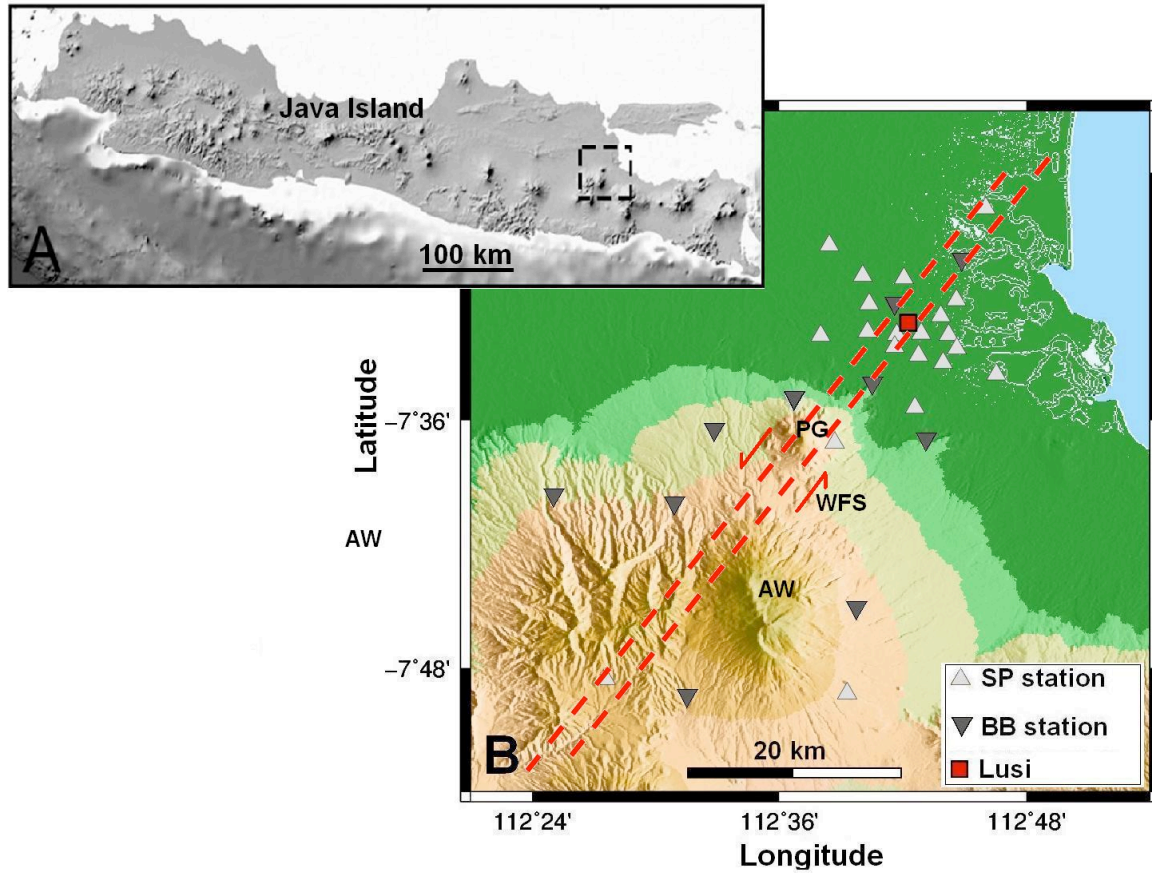 Java Island
100 km
A
Latitude
−7°36'
AW
−7°48'
PG
WFS
AW
B
20 km
SP station
BB station
Lusi
112°24'
112°36'
112°48'
Longitude